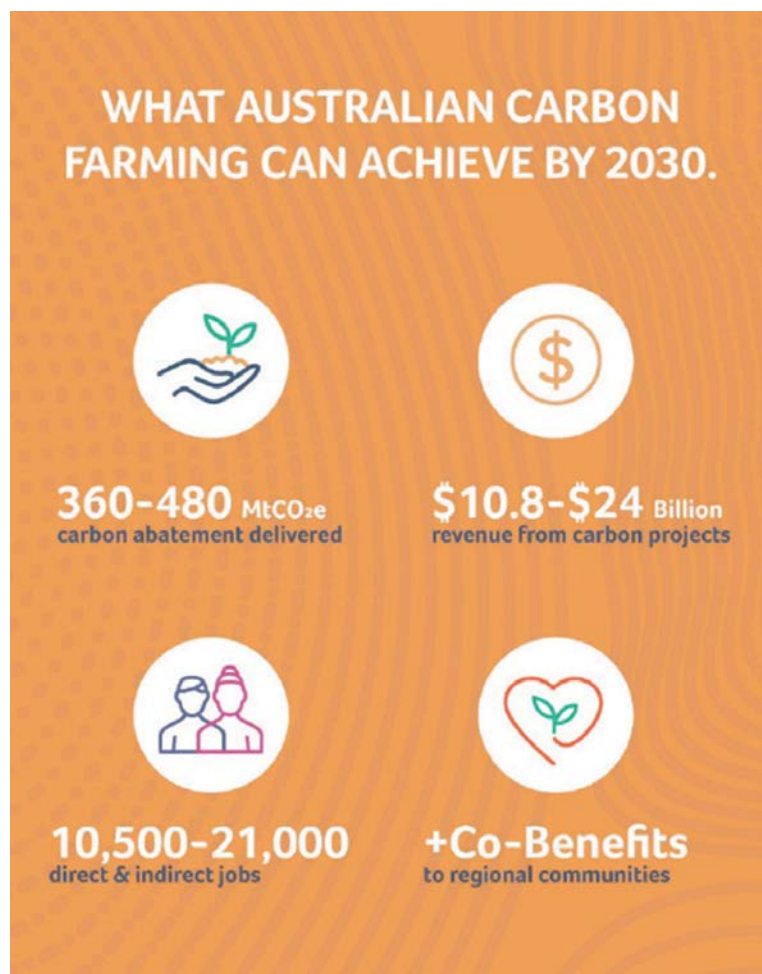 WHAT AUSTRALIAN CARBON
FARMING CAN ACHIEVE BY 2030.
$
360-480 MtCO₂e
carbon abatement delivered
$10.8-$24 Billion
revenue from carbon projects
10,500-21,000
direct & indirect jobs
+Co-Benefits
to regional communities